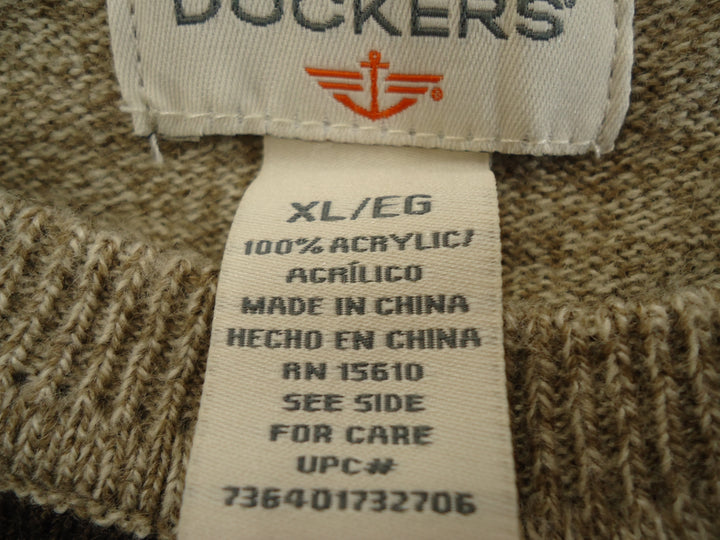 DOCKERS®
XL/EG
100% ACRYLIC/
ACRÍLICO
MADE IN CHINA
HECHO EN CHINA
RN 15610
SEE SIDE
FOR CARE
UPC#
736401732706